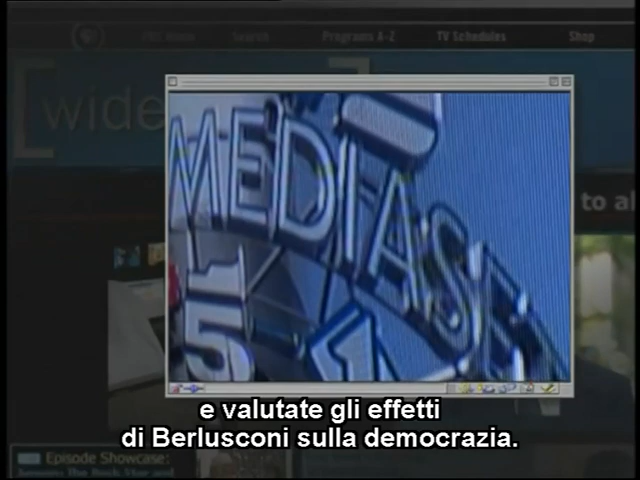 PBS Home Search Programs A-Z TV Schedules Shop
[wide
to al
MEDIASET
5 1
e valutate gli effetti
di Berlusconi sulla democrazia.
Episode Showcase: